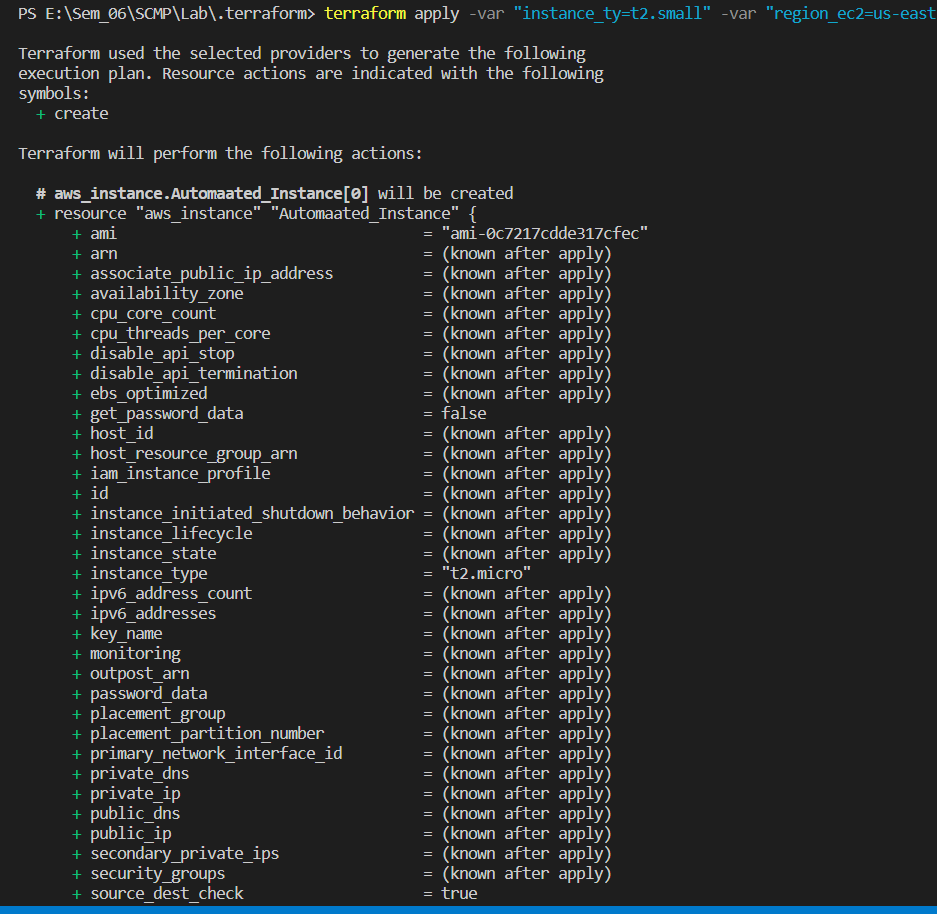 PS E:\Sem_06\SCMP\Lab\.terraform> terraform apply -var "instance_ty=t2.small" -var "region_ec2=us-east
Terraform used the selected providers to generate the following
execution plan. Resource actions are indicated with the following
symbols:
+ create
Terraform will perform the following actions:
# aws_instance.Automaated_Instance[0] will be created
+ resource "aws_instance" "Automaated_Instance" {
+ ami = "ami-0c7217cdde317cfec"
+ arn = (known after apply)
+ associate_public_ip_address = (known after apply)
+ availability_zone = (known after apply)
+ cpu_core_count = (known after apply)
+ cpu_threads_per_core = (known after apply)
+ disable_api_stop = (known after apply)
+ disable_api_termination = (known after apply)
+ ebs_optimized = (known after apply)
+ get_password_data = false
+ host_id = (known after apply)
+ host_resource_group_arn = (known after apply)
+ iam_instance_profile = (known after apply)
+ id = (known after apply)
+ instance_initiated_shutdown_behavior = (known after apply)
+ instance_lifecycle = (known after apply)
+ instance_state = (known after apply)
+ instance_type = "t2.micro"
+ ipv6_address_count = (known after apply)
+ ipv6_addresses = (known after apply)
+ key_name = (known after apply)
+ monitoring = (known after apply)
+ outpost_arn = (known after apply)
+ password_data = (known after apply)
+ placement_group = (known after apply)
+ placement_partition_number = (known after apply)
+ primary_network_interface_id = (known after apply)
+ private_dns = (known after apply)
+ private_ip = (known after apply)
+ public_dns = (known after apply)
+ public_ip = (known after apply)
+ secondary_private_ips = (known after apply)
+ security_groups = (known after apply)
+ source_dest_check = true